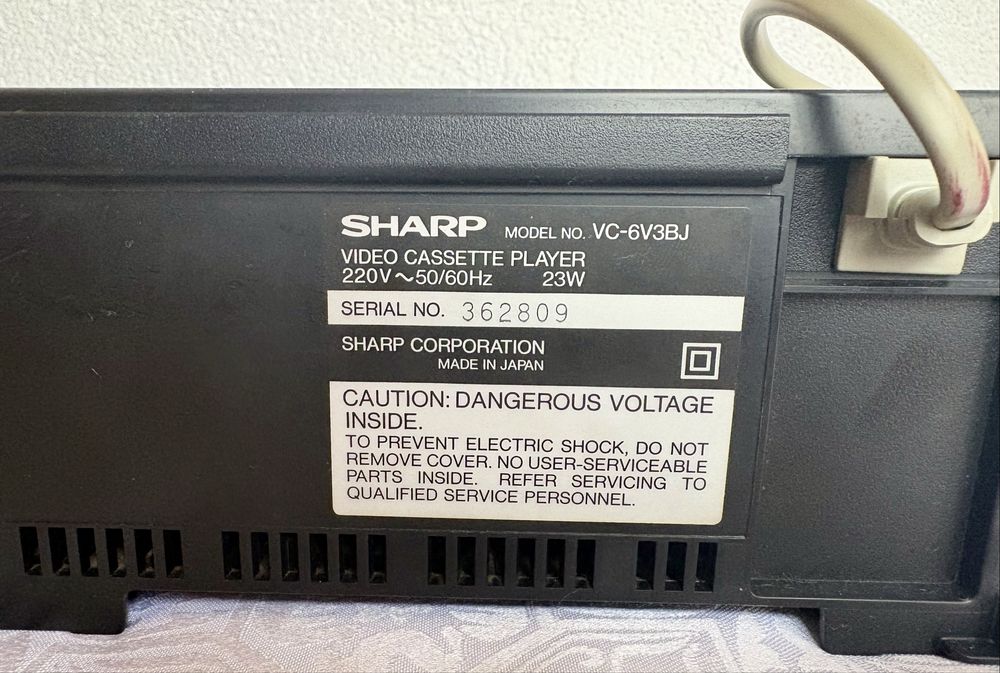 SHARP MODEL NO. VC-6V3BJ
VIDEO CASSETTE PLAYER
220V ~ 50/60Hz 23W
SERIAL NO. 362809
SHARP CORPORATION
MADE IN JAPAN
CAUTION: DANGEROUS VOLTAGE
INSIDE.
TO PREVENT ELECTRIC SHOCK, DO NOT
REMOVE COVER. NO USER-SERVICEABLE
PARTS INSIDE. REFER SERVICING TO
QUALIFIED SERVICE PERSONNEL.